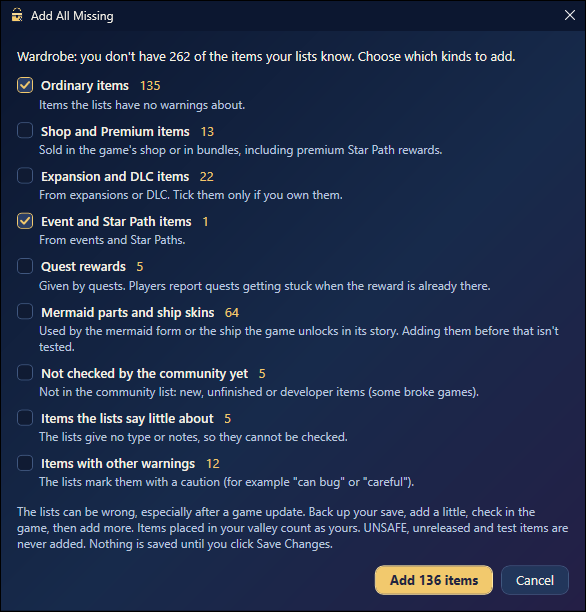 Add All Missing
Wardrobe: you don't have 262 of the items your lists know. Choose which kinds to add.
Ordinary items 135
Items the lists have no warnings about.
Shop and Premium items 13
Sold in the game's shop or in bundles, including premium Star Path rewards.
Expansion and DLC items 22
From expansions or DLC. Tick them only if you own them.
Event and Star Path items 1
From events and Star Paths.
Quest rewards 5
Given by quests. Players report quests getting stuck when the reward is already there.
Mermaid parts and ship skins 64
Used by the mermaid form or the ship the game unlocks in its story. Adding them before that isn't
tested.
Not checked by the community yet 5
Not in the community list: new, unfinished or developer items (some broke games).
Items the lists say little about 5
The lists give no type or notes, so they cannot be checked.
Items with other warnings 12
The lists mark them with a caution (for example "can bug" or "careful").
The lists can be wrong, especially after a game update. Back up your save, add a little, check in the
game, then add more. Items placed in your valley count as yours. UNSAFE, unreleased and test items are
never added. Nothing is saved until you click Save Changes.
Add 136 items
Cancel